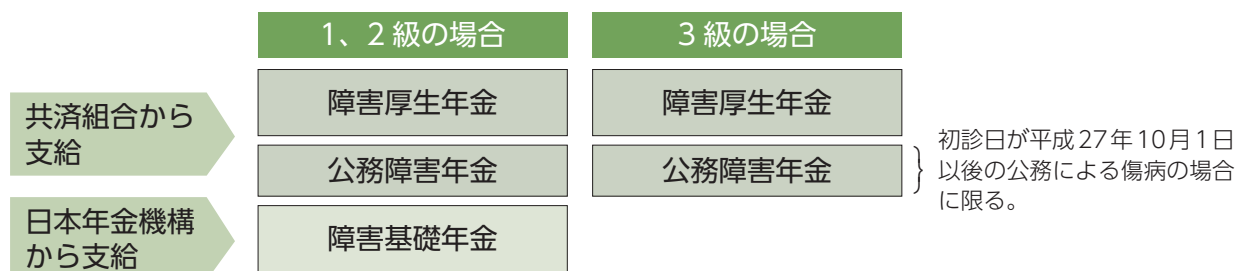 1、2級の場合
3級の場合
共済組合から
支給
障害厚生年金
障害厚生年金
公務障害年金
公務障害年金
初診日が平成27年10月1日
以後の公務による傷病の場合
に限る。
日本年金機構
から支給
障害基礎年金